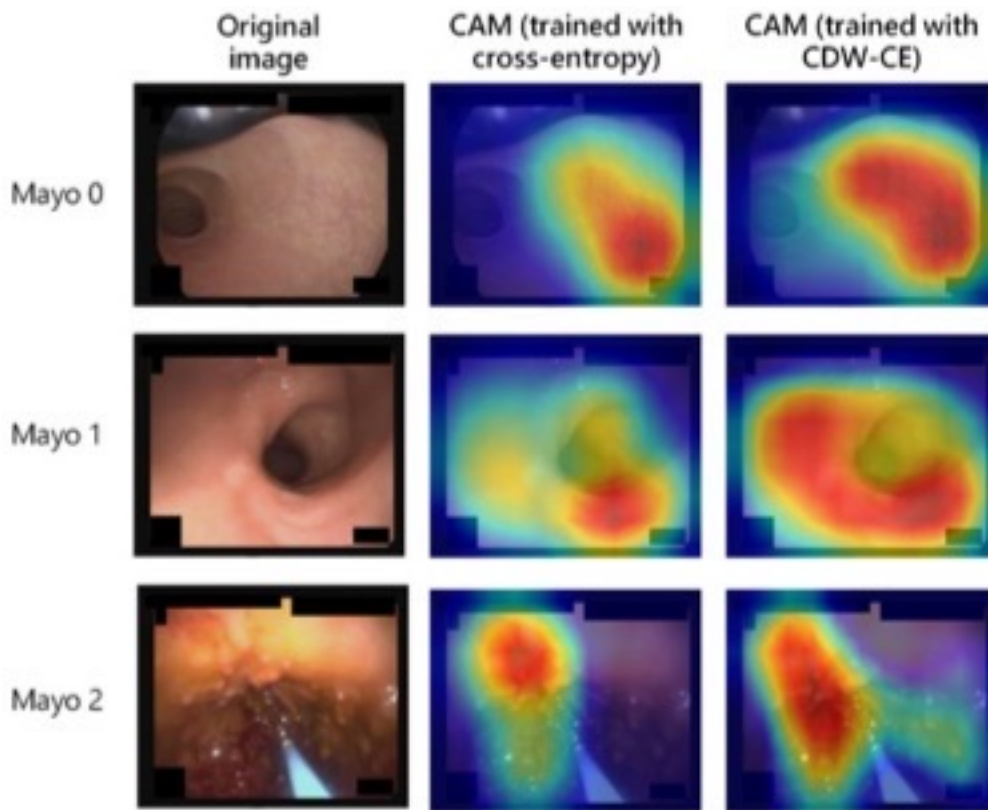 Original
image
CAM (trained with
cross-entropy)
CAM (trained with
CDW-CE)
Mayo 0
Mayo 1
Mayo 2